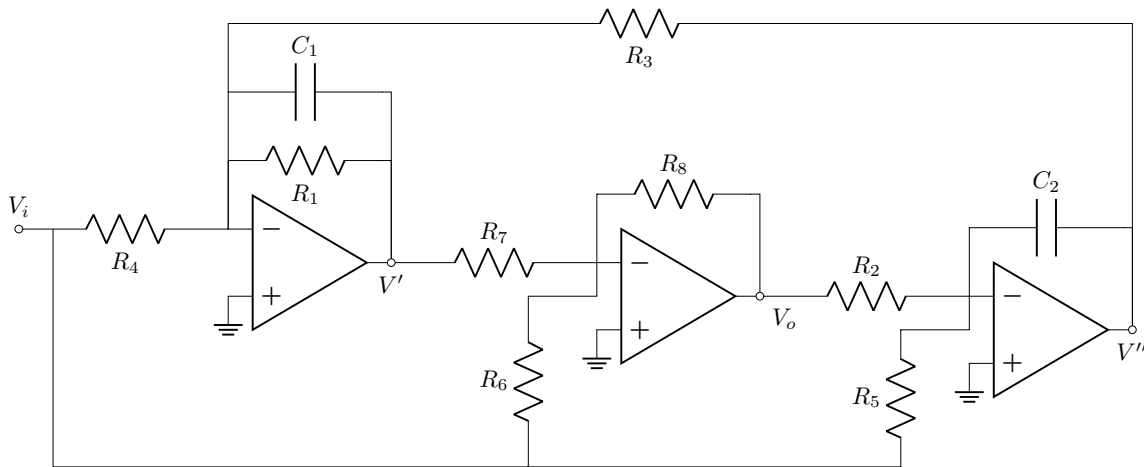 R₃
C₁
R₁
R₈
Vᵢ
C₂
R₄
−
R₇
V'
−
R₂
−
+
Vₒ
+
V''
R₆
R₅
+